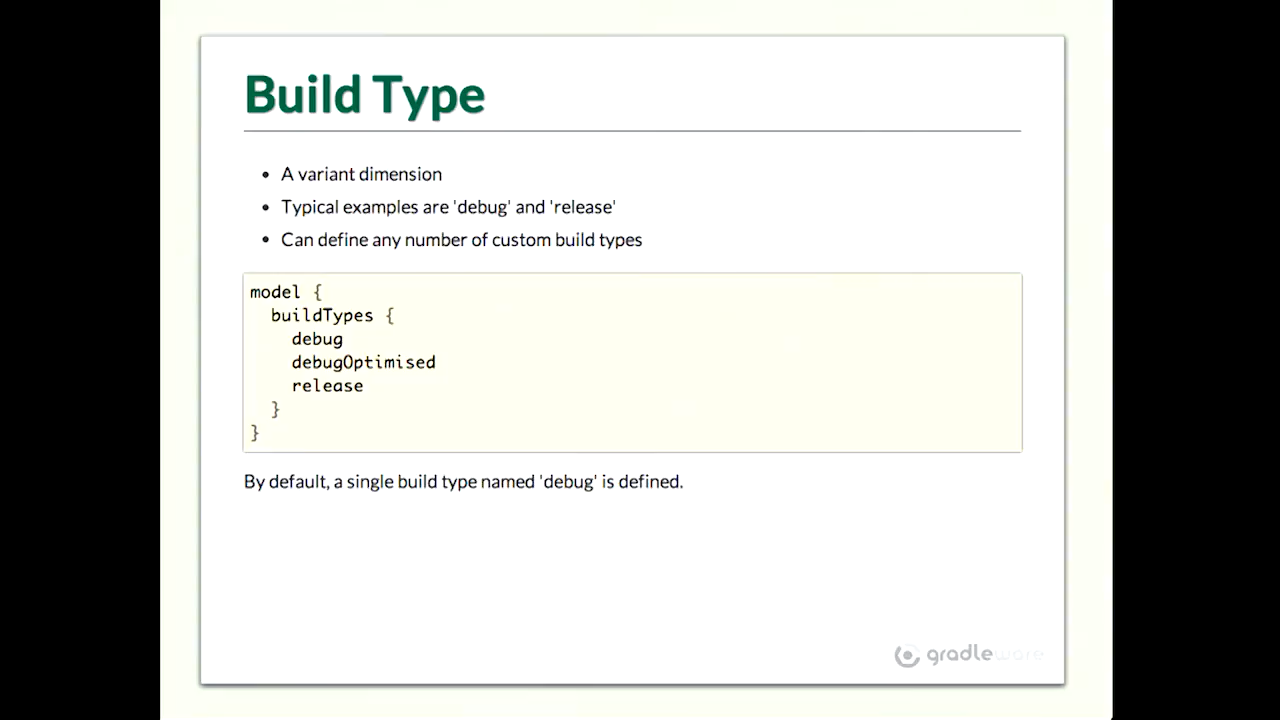 Build Type
• A variant dimension
• Typical examples are 'debug' and 'release'
• Can define any number of custom build types
model {
  buildTypes {
    debug
    debugOptimised
    release
  }
}
By default, a single build type named 'debug' is defined.
gradleware